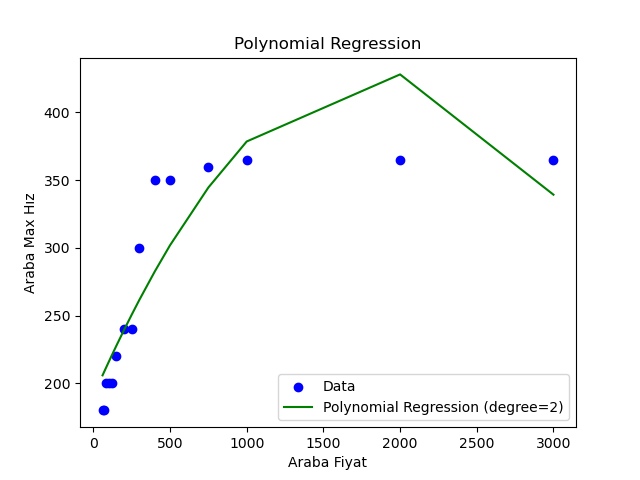 Polynomial Regression
Araba Max Hız
400
350
300
250
200
0
500
1000
1500
2000
2500
3000
Araba Fiyat
Data
Polynomial Regression (degree=2)